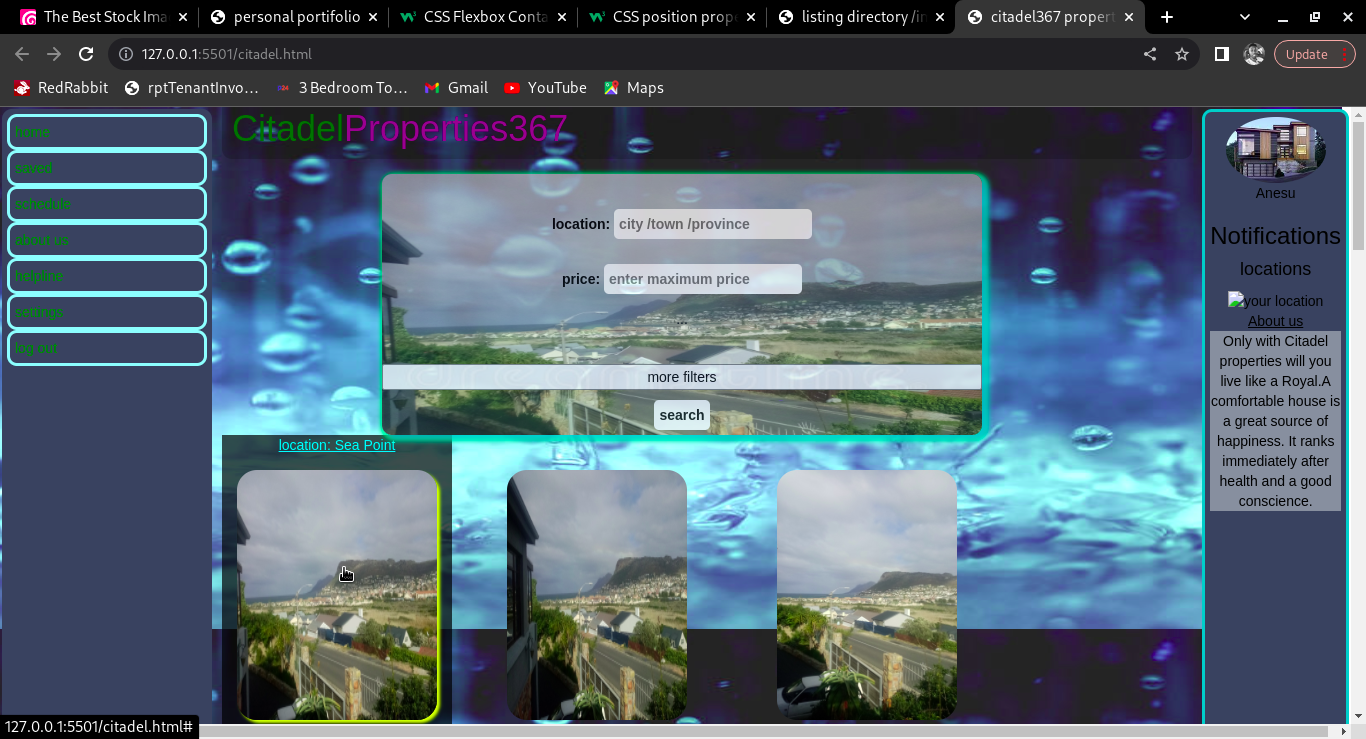 The Best Stock Ima
personal portifolio
CSS Flexbox Conta
CSS position prope
listing directory /in
citadel367 propert
127.0.0.1:5501/citadel.html
Update
RedRabbit
rptTenantInvo…
3 Bedroom To…
Gmail
YouTube
Maps
home
saved
schedule
about us
helpline
settings
log out
CitadelProperties367
location: city /town /province
price: enter maximum price
...
more filters
search
location: Sea Point
Anesu
Notifications
locations
your location
About us
Only with Citadel
properties will you
live like a Royal.A
comfortable house is
a great source of
happiness. It ranks
immediately after
health and a good
conscience.
127.0.0.1:5501/citadel.html#